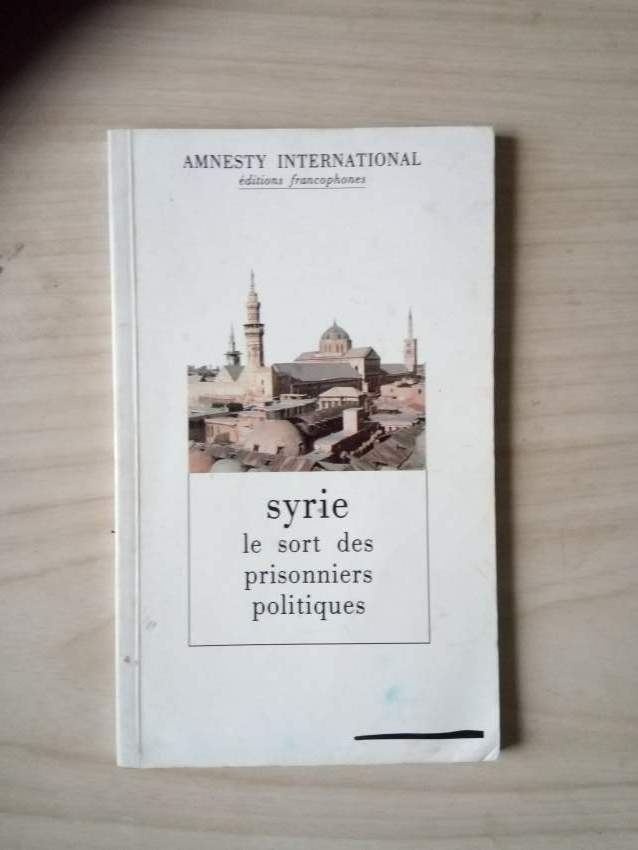 AMNESTY INTERNATIONAL
éditions francophones
syrie
le sort des
prisonniers
politiques